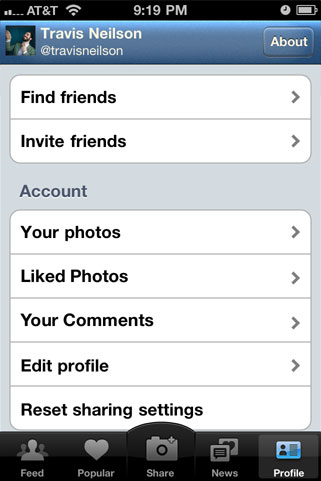 AT&T 9:19 PM
Travis Neilson
@travisneilson
About
Find friends
Invite friends
Account
Your photos
Liked Photos
Your Comments
Edit profile
Reset sharing settings
Feed Popular Share News Profile